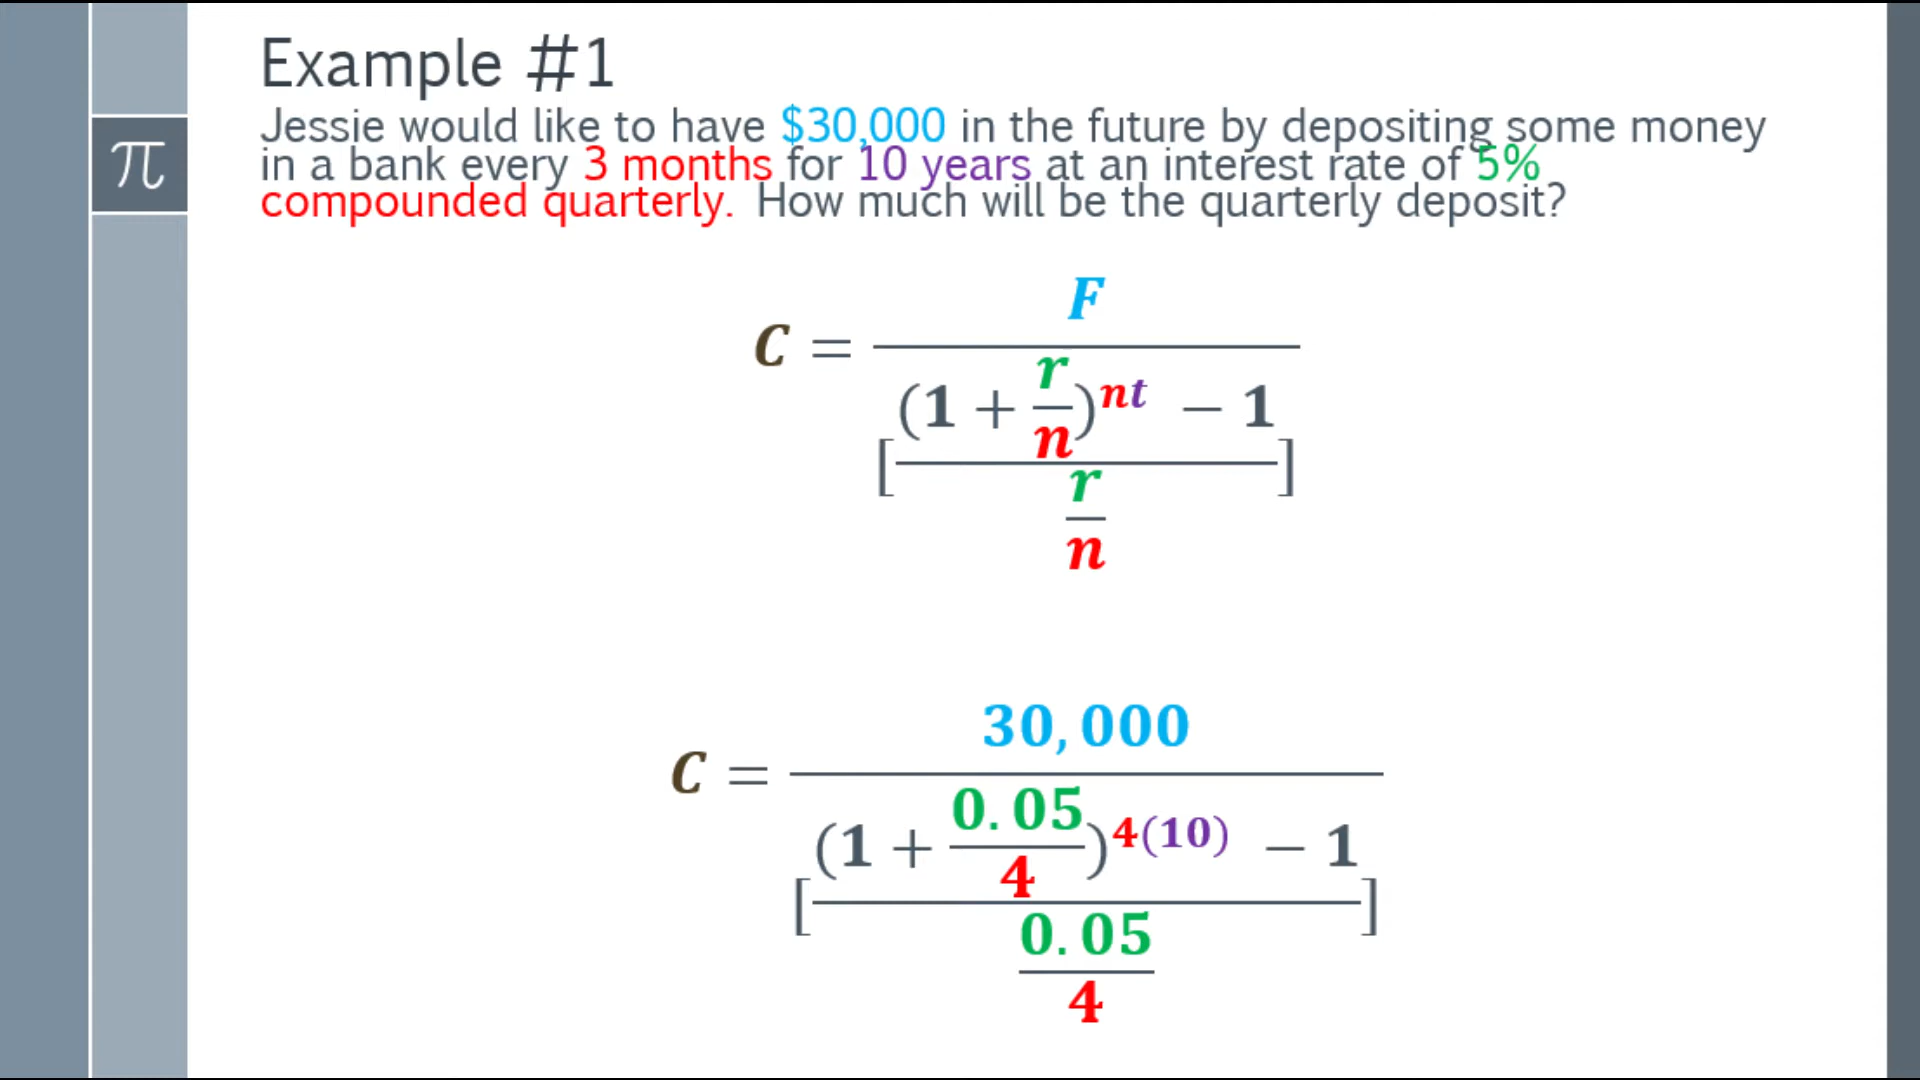 Example #1
π
Jessie would like to have $30,000 in the future by depositing some money
in a bank every 3 months for 10 years at an interest rate of 5%
compounded quarterly. How much will be the quarterly deposit?
C = F
(1 + r/n)^nt − 1
[ ]
r/n
C = 30,000
(1 + 0.05/4)^4(10) − 1
[ ]
0.05/4